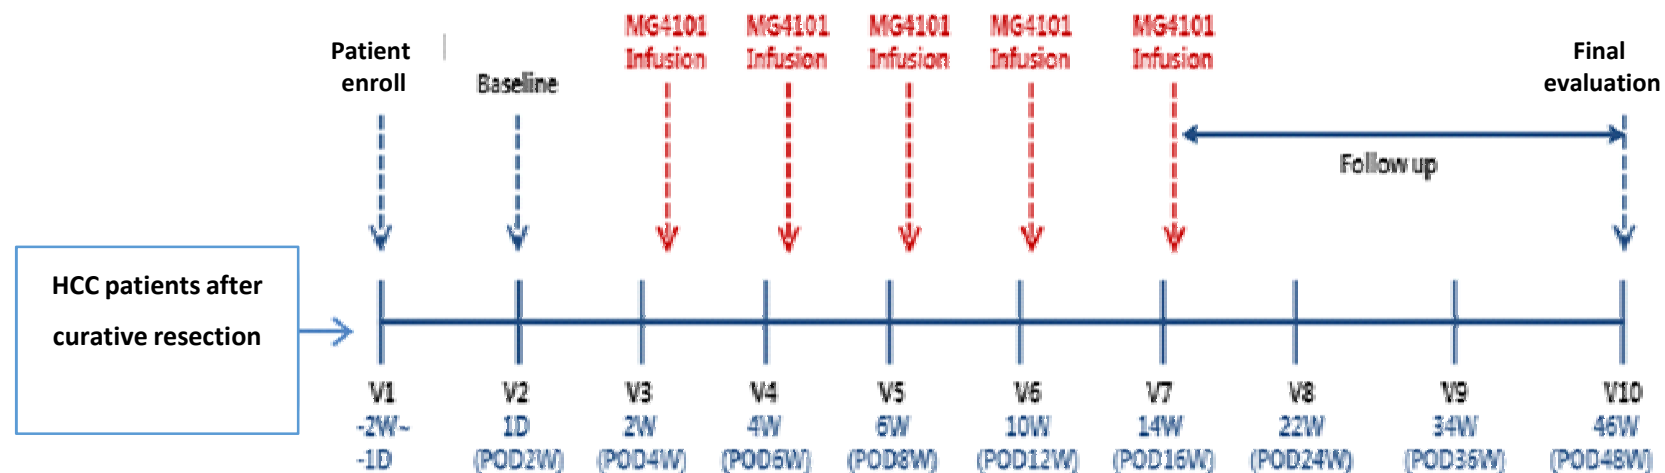 Patient
enroll
Baseline
MG4101
Infusion
MG4101
Infusion
MG4101
Infusion
MG4101
Infusion
MG4101
Infusion
Final
evaluation
Follow up
HCC patients after
curative resection
V1
-2W~
-1D
V2
1D
(POD2W)
V3
2W
(POD4W)
V4
4W
(POD6W)
V5
6W
(POD8W)
V6
10W
(POD12W)
V7
14W
(POD16W)
V8
22W
(POD24W)
V9
34W
(POD36W)
V10
46W
(POD48W)